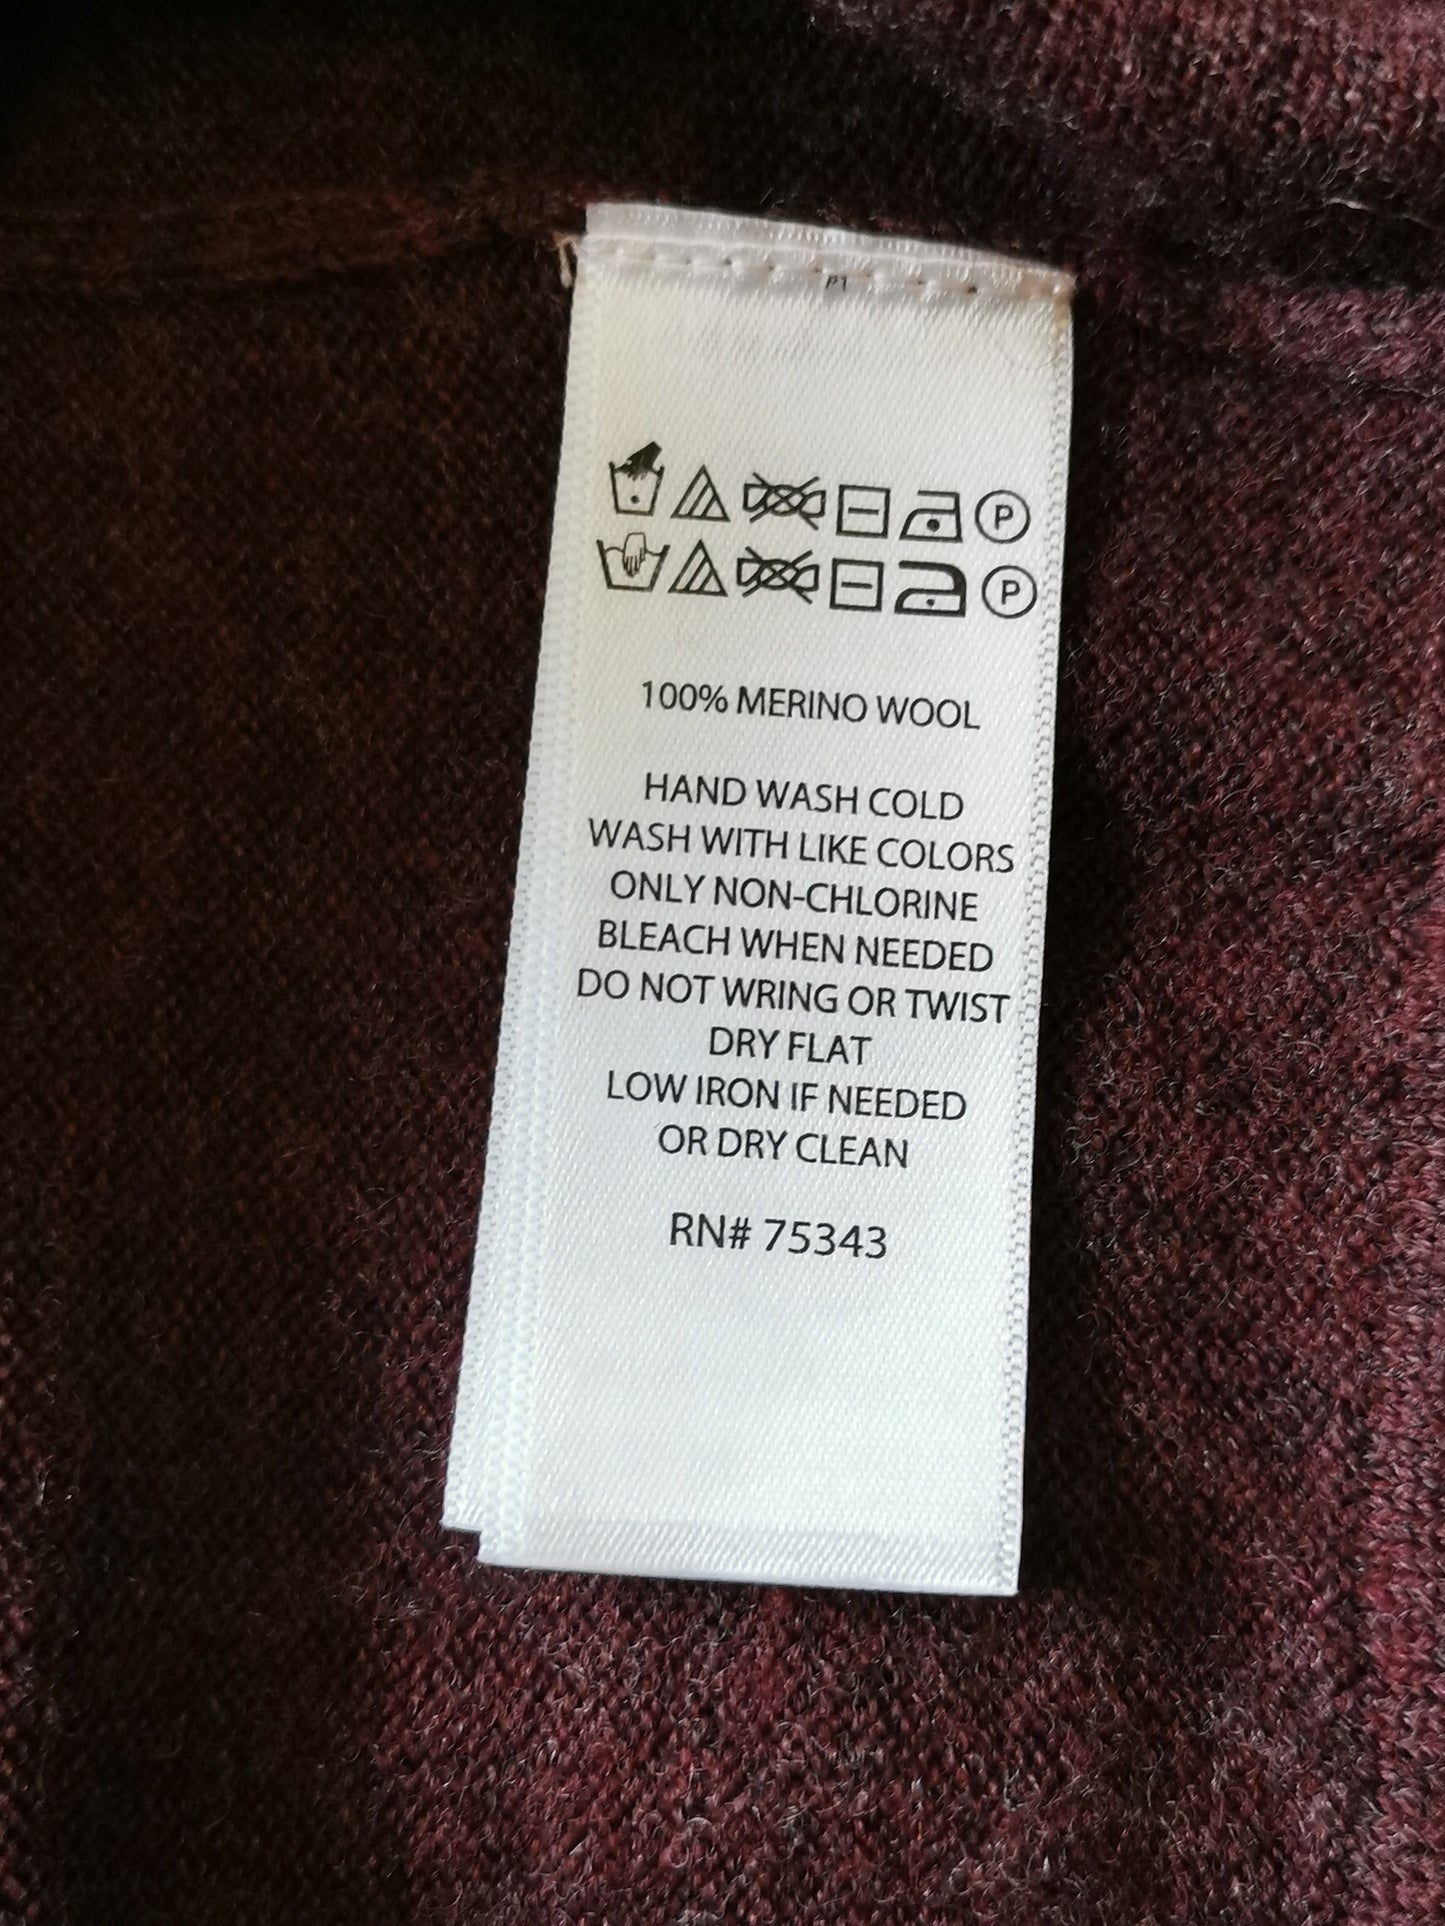 P1
P
P
100% MERINO WOOL
HAND WASH COLD
WASH WITH LIKE COLORS
ONLY NON-CHLORINE
BLEACH WHEN NEEDED
DO NOT WRING OR TWIST
DRY FLAT
LOW IRON IF NEEDED
OR DRY CLEAN
RN# 75343